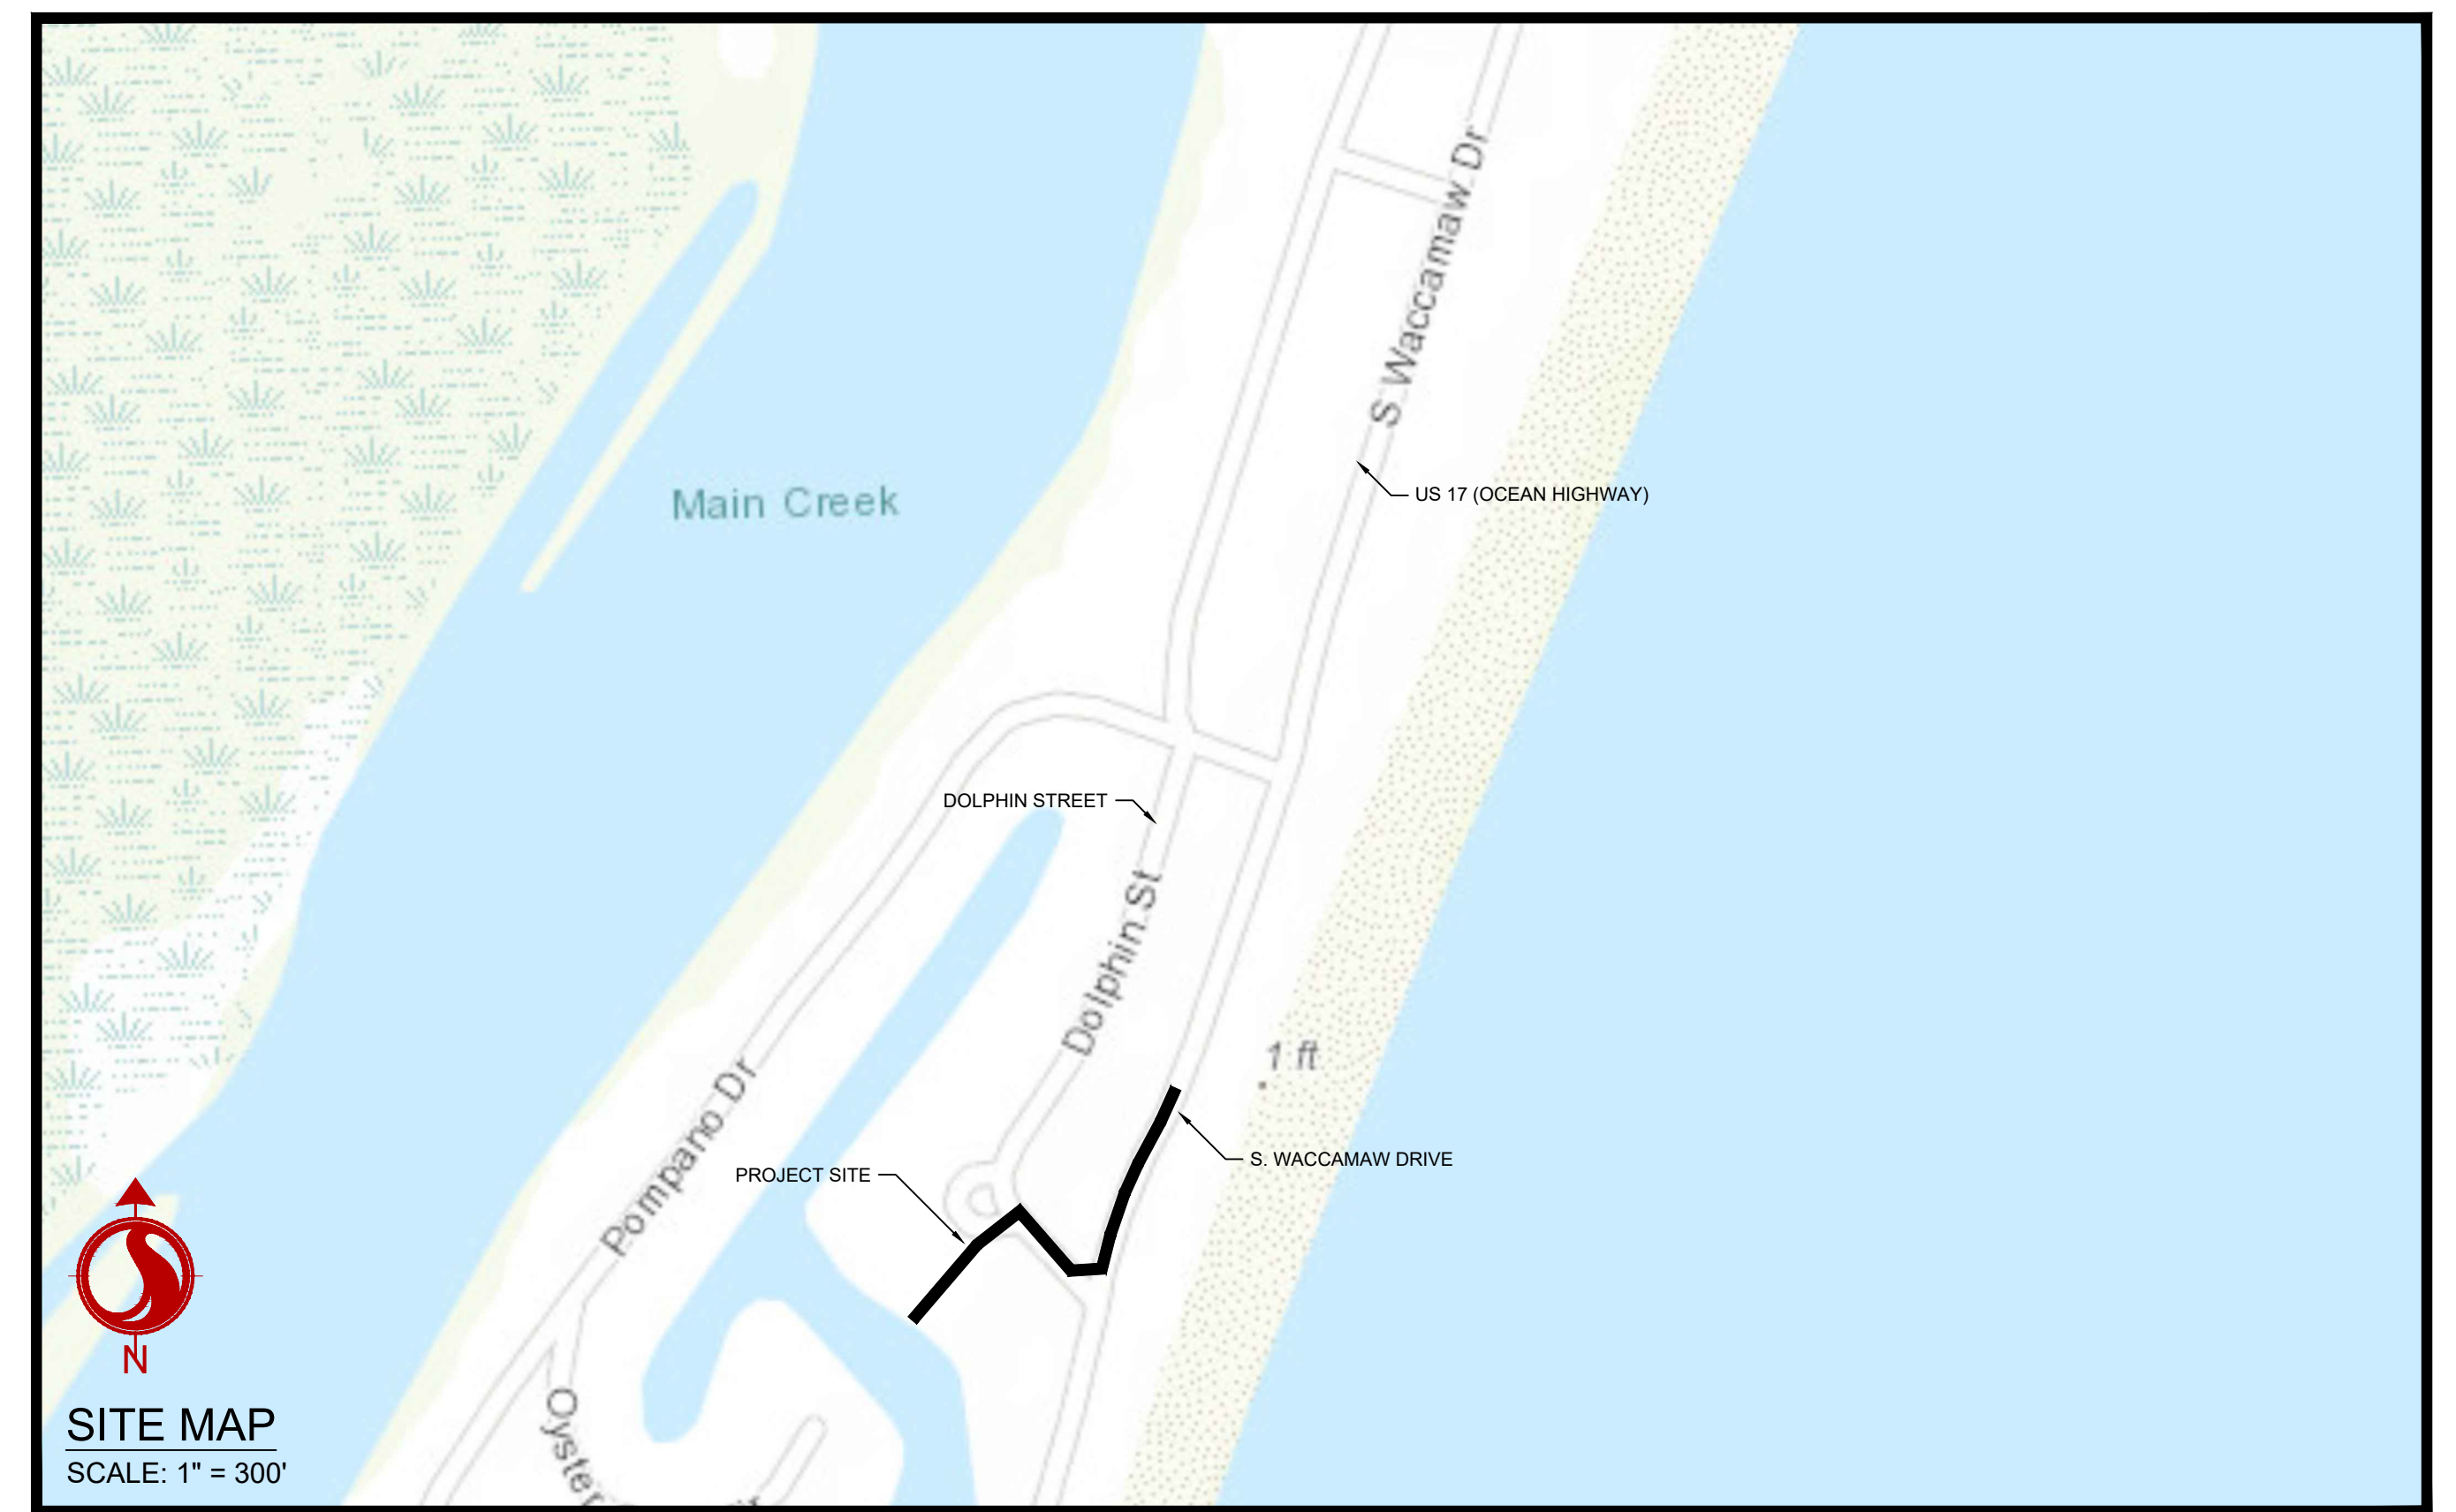 S Waccamaw Dr
Main Creek
US 17 (OCEAN HIGHWAY)
DOLPHIN STREET
Dolphin St
1 ft
Pompano Dr
S. WACCAMAW DRIVE
PROJECT SITE
N
Oyster
SITE MAP
SCALE: 1" = 300'